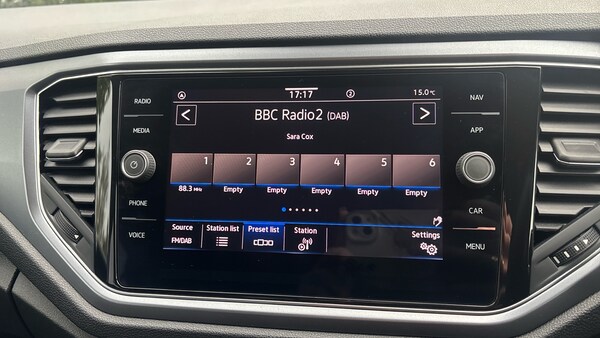 17:17
2
15.0°C
RADIO
MEDIA
PHONE
VOICE
NAV
APP
CAR
MENU
< BBC Radio2 (DAB) >
Sara Cox
1 2 3 4 5 6
88.3 MHz Empty Empty Empty Empty Empty
Source Station list Preset list Station Settings
FM/DAB